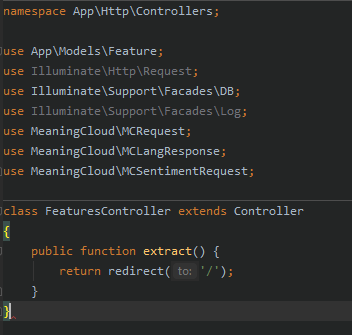 namespace App\Http\Controllers;
use App\Models\Feature;
use Illuminate\Http\Request;
use Illuminate\Support\Facades\DB;
use Illuminate\Support\Facades\Log;
use MeaningCloud\MCRequest;
use MeaningCloud\MCLangResponse;
use MeaningCloud\MCSentimentRequest;
class FeaturesController extends Controller
{
public function extract() {
return redirect( to: '/');
}
}